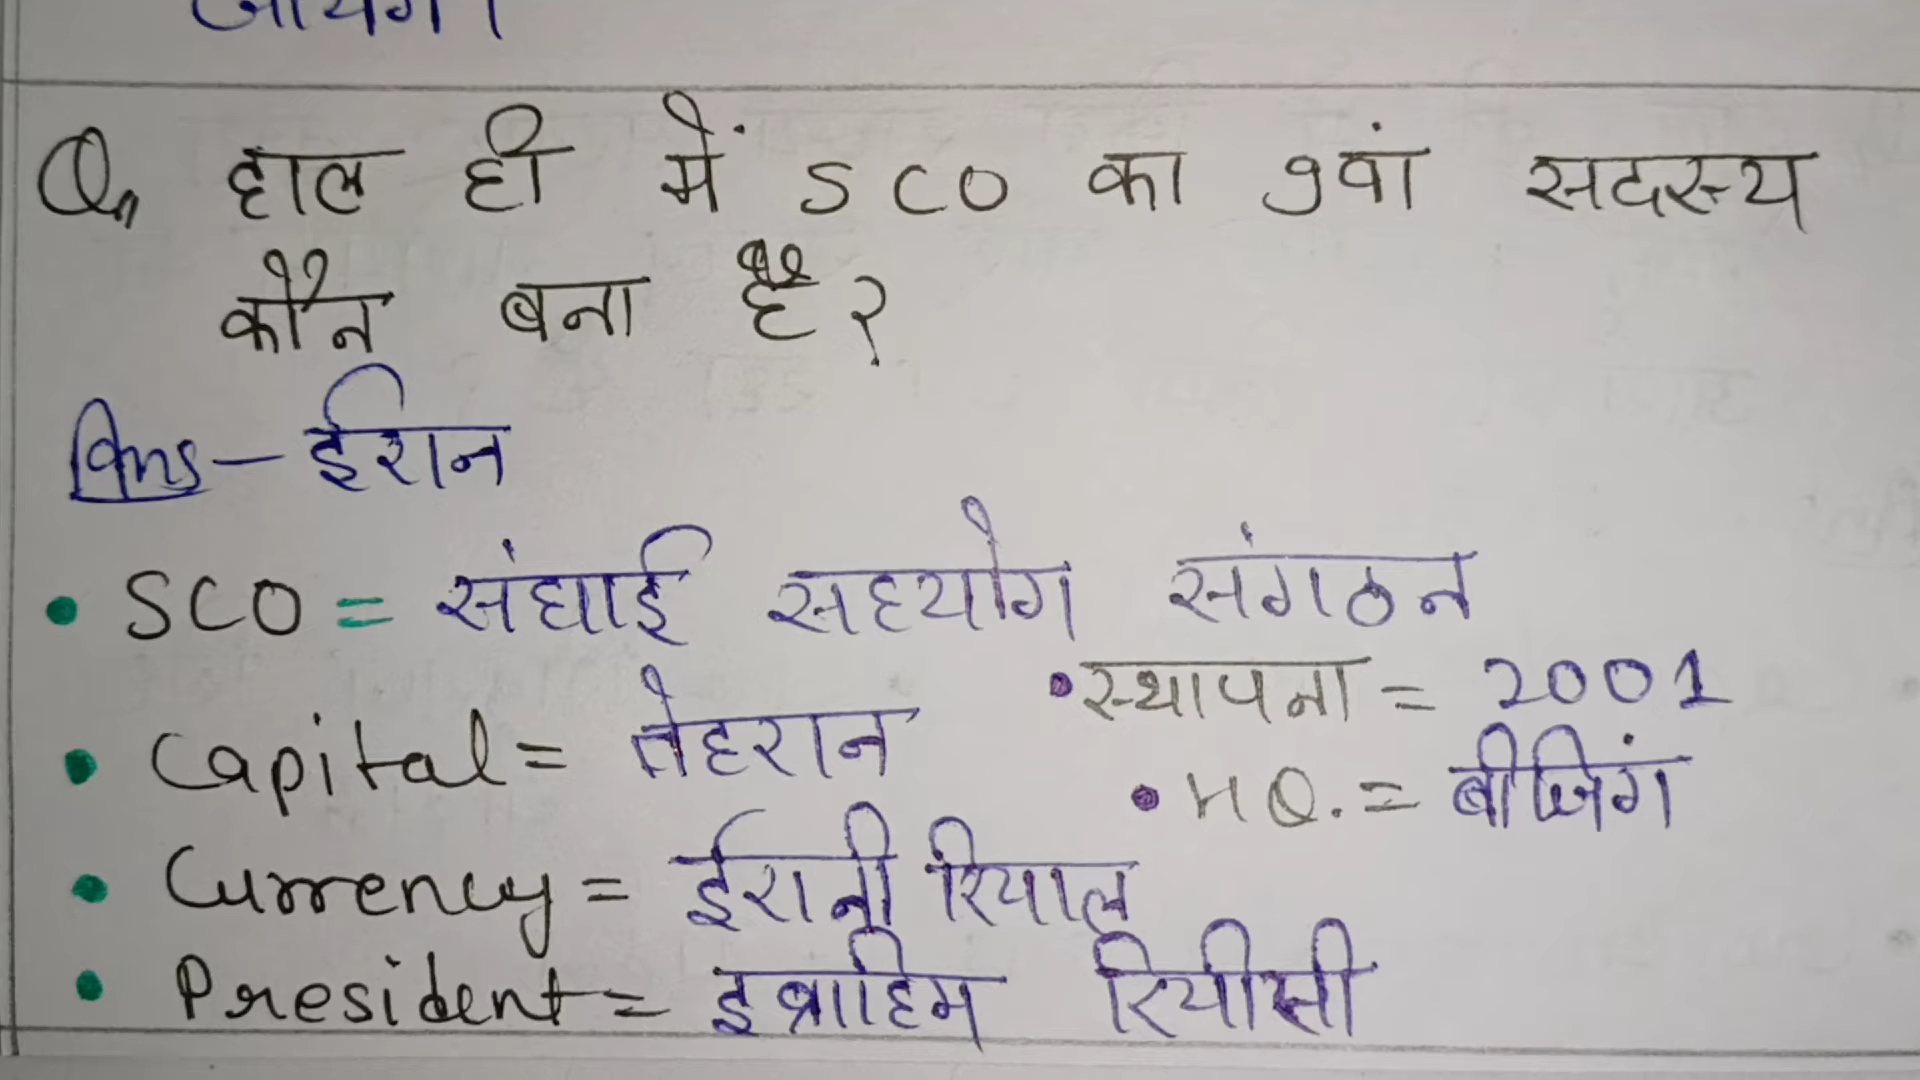 जायेगे।
Q. हाल ही में SCO का 9वां सदस्य
कौन बना है?
Ans - ईरान
• SCO = संघाई सहयोग संगठन
• स्थापना = 2001
• Capital = तेहरान
• HQ. = बीजिंग
• Currency = ईरानी रियाल
• President = इब्राहिम रियीसी